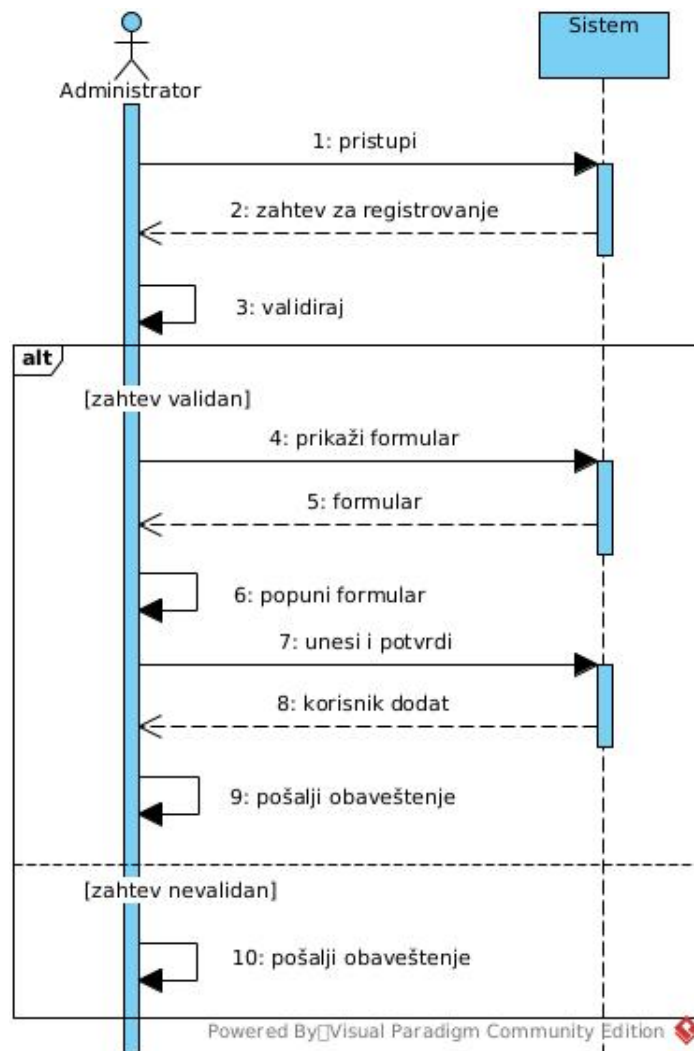 Sistem
Administrator
1: pristupi
2: zahtev za registrovanje
3: validiraj
alt
[zahtev validan]
4: prikaži formular
5: formular
6: popuni formular
7: unesi i potvrdi
8: korisnik dodat
9: pošalji obaveštenje
[zahtev nevalidan]
10: pošalji obaveštenje
Powered By Visual Paradigm Community Edition